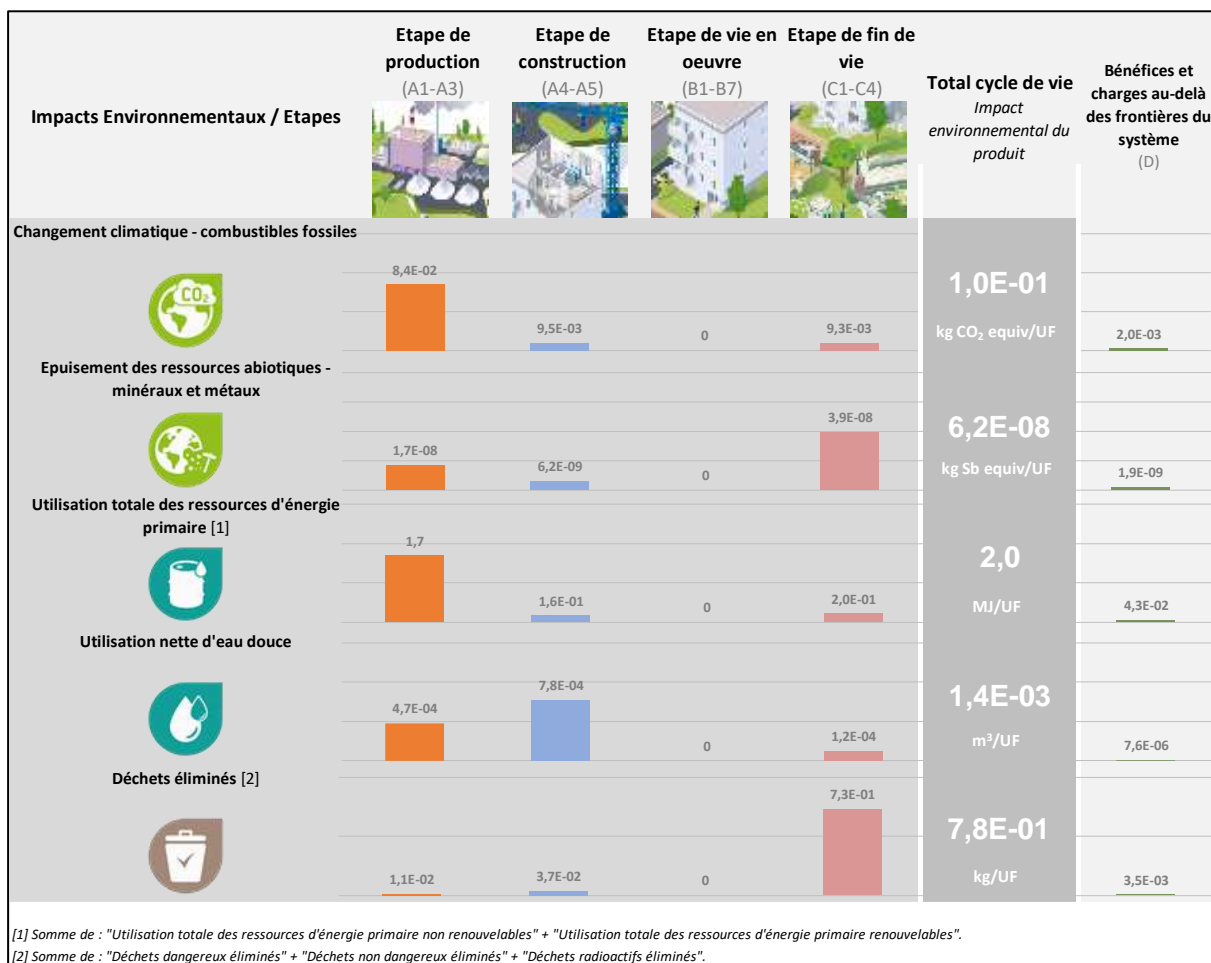 Impacts Environnementaux / Etapes
Etape de
production
(A1-A3)
Etape de
construction
(A4-A5)
Etape de vie en
oeuvre
(B1-B7)
Etape de fin de
vie
(C1-C4)
Total cycle de vie
Impact
environnemental du
produit
Bénéfices et
charges au-delà
des frontières du
système
(D)
Changement climatique - combustibles fossiles
CO₂
8,4E-02
9,5E-03
0
9,3E-03
1,0E-01
kg CO₂ equiv/UF
2,0E-03
Epuisement des ressources abiotiques -
minéraux et métaux
1,7E-08
6,2E-09
0
3,9E-08
6,2E-08
kg Sb equiv/UF
1,9E-09
Utilisation totale des ressources d'énergie
primaire [1]
1,7
1,6E-01
0
2,0E-01
2,0
MJ/UF
4,3E-02
Utilisation nette d'eau douce
4,7E-04
7,8E-04
0
1,2E-04
1,4E-03
m³/UF
7,6E-06
Déchets éliminés [2]
1,1E-02
3,7E-02
0
7,3E-01
7,8E-01
kg/UF
3,5E-03
[1] Somme de : "Utilisation totale des ressources d'énergie primaire non renouvelables" + "Utilisation totale des ressources d'énergie primaire renouvelables".
[2] Somme de : "Déchets dangereux éliminés" + "Déchets non dangereux éliminés" + "Déchets radioactifs éliminés".